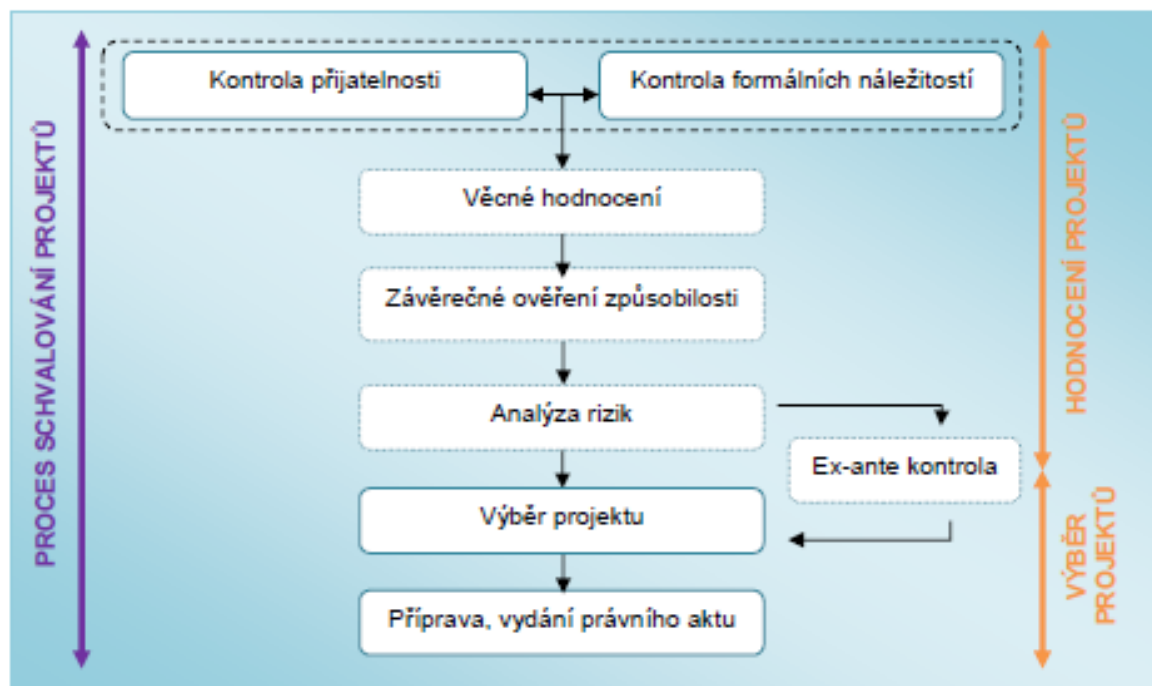 PROCES SCHVALOVÁNÍ PROJEKTŮ
Kontrola přijatelnosti
Kontrola formálních náležitostí
Věcné hodnocení
Závěrečné ověření způsobilosti
Analýza rizik
Ex-ante kontrola
Výběr projektu
Příprava, vydání právního aktu
HODNOCENÍ PROJEKTŮ
VÝBĚR
PROJEKTŮ